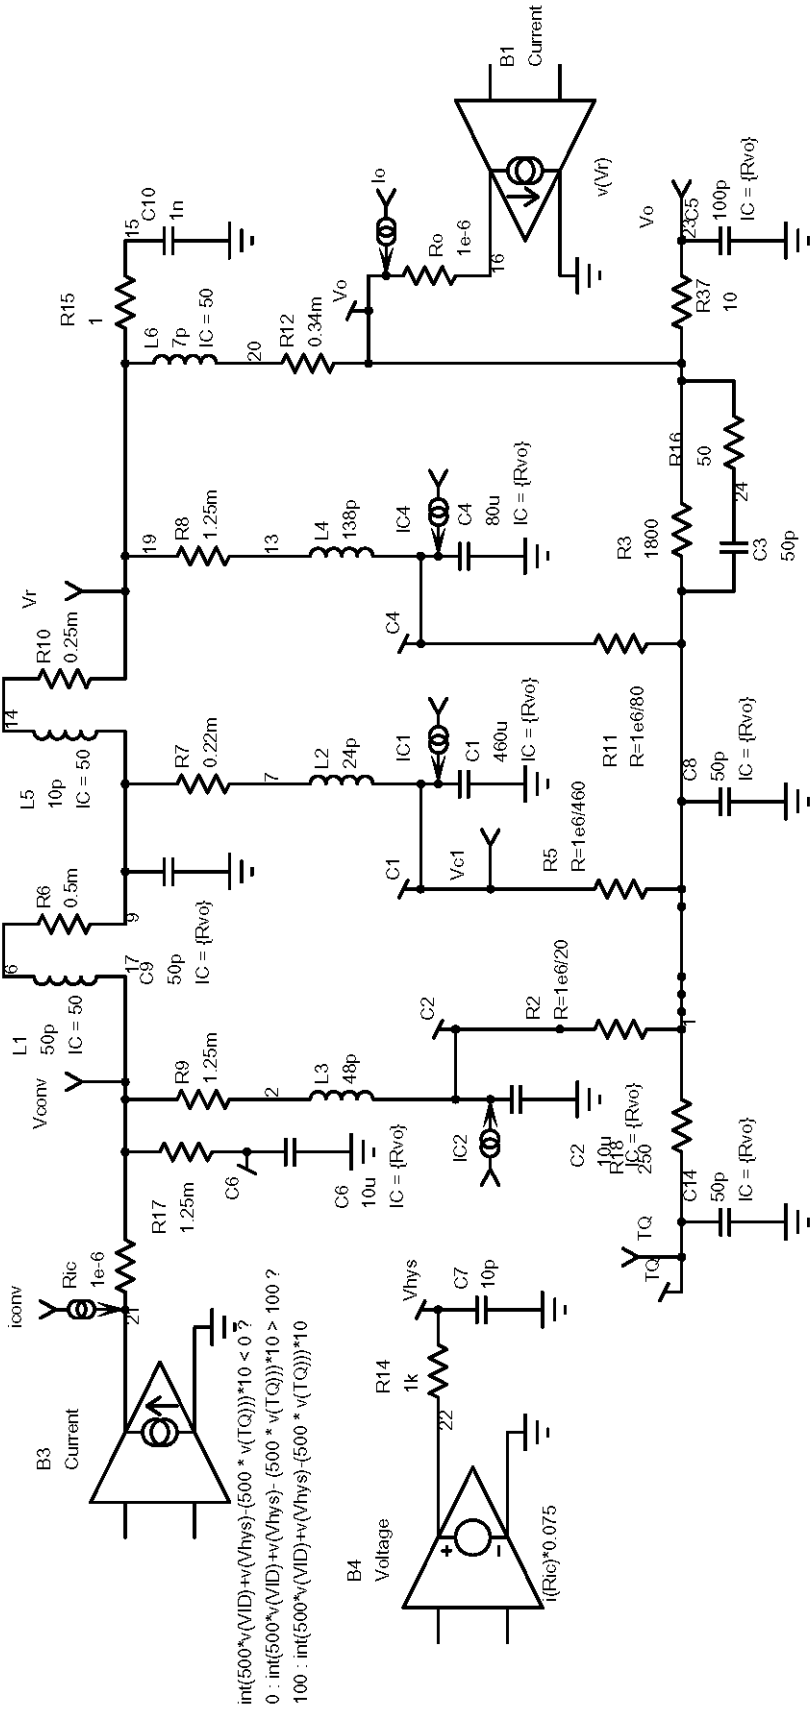 B3
Current
iconv
21
Ric
1e-6
R17
1.25m
C6
C6
10u
IC = {Rvo}
Vconv
R9
1.25m
2
L3
48p
C2
IC2
C2
10u
IC = {Rvo}
R2
R=1e6/20
L1
50p
IC = 50
6
17
C9
50p
IC = {Rvo}
R6
0.5m
9
L5
10p
IC = 50
14
R10
0.25m
R7
0.22m
7
L2
24p
C1
Vc1
IC1
C1
460u
IC = {Rvo}
R5
R=1e6/460
Vr
19
R8
1.25m
13
L4
138p
C4
IC4
C4
80u
IC = {Rvo}
R11
R=1e6/80
R15
1
15
C10
1n
L6
7p
IC = 50
20
R12
0.34m
Vo
Io
Ro
1e-6
16
B1
Current
v(Vr)
int(500*v(VID)+v(Vhys)-(500 * v(TQ)))*10 < 0 ?
0 : int(500*v(VID)+v(Vhys)- (500 * v(TQ)))*10 > 100 ?
100 : int(500*v(VID)+v(Vhys)-(500 * v(TQ)))*10
B4
Voltage
+
–
i(Ric)*0.075
22
R14
1k
Vhys
C7
10p
TQ
TQ
C14
50p
IC = {Rvo}
R18
250
1
C8
50p
IC = {Rvo}
R3
1800
C3
50p
24
R16
50
R37
10
Vo
23
C5
100p
IC = {Rvo}